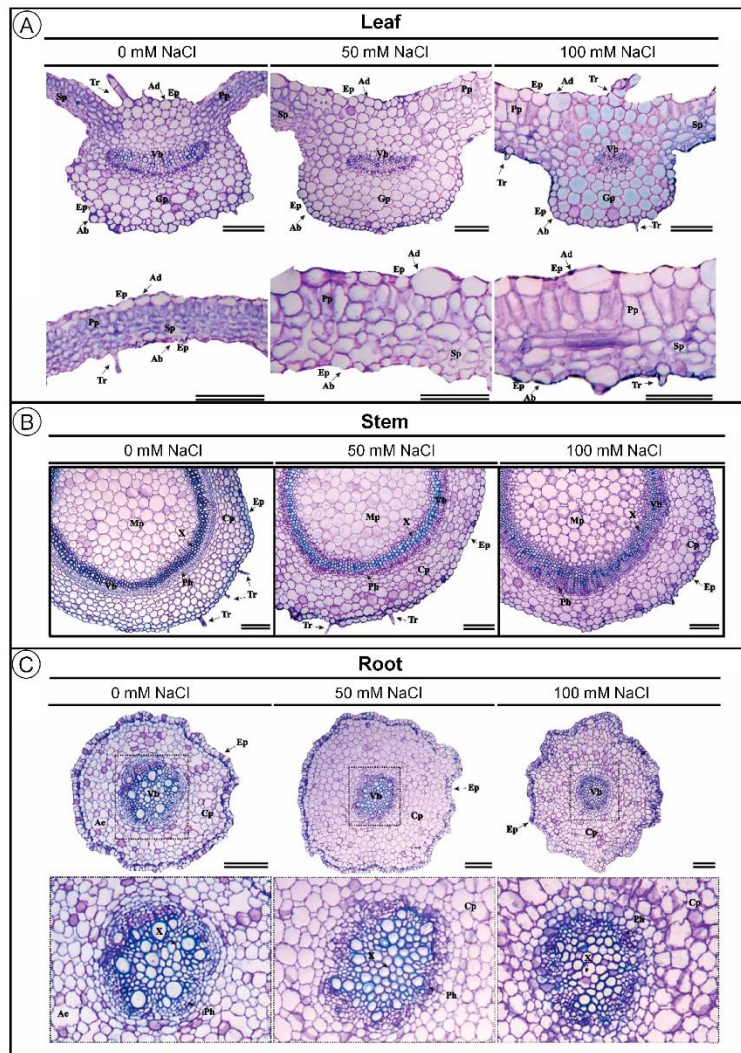 A
Leaf
0 mM NaCl 50 mM NaCl 100 mM NaCl
Tr Ad Ep Pp Sp Vb Ep Ab
Ep Ad Pp Sp Vb Gp Ep Ab
Ep Ad Tr Pp Sp Vb Tr Gp Ep Ab Tr
Ad Ep Pp Sp Ep Ab Tr
Ad Ep Pp Sp Ep Ab
Ad Ep Pp Sp Ep Ab Tr
B
Stem
0 mM NaCl 50 mM NaCl 100 mM NaCl
Mp X Cp Ep Vb Ph Tr Tr
Vb X Mp Ep Cp Ph Tr Tr
Vb X Mp Cp Ep Ph
C
Root
0 mM NaCl 50 mM NaCl 100 mM NaCl
Ep Vb Ae Cp
Vb Ep Cp
Vb Ep Cp
X Ae Ph
Cp X Ph
Cp Ph X